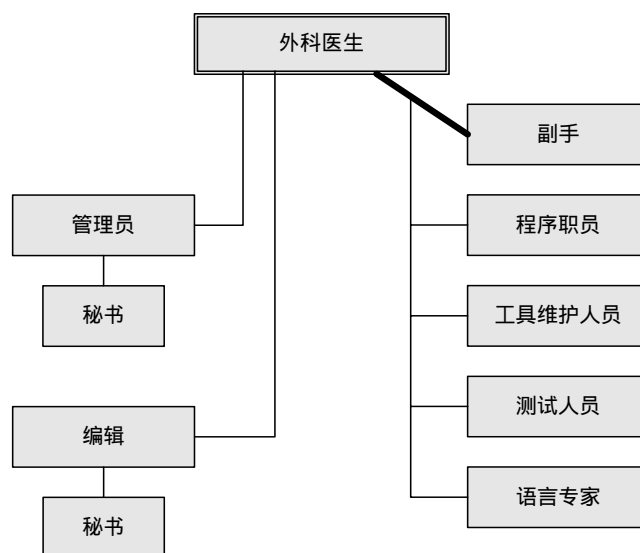 外科医生
副手
管理员
程序职员
秘书
工具维护人员
编辑
测试人员
秘书
语言专家